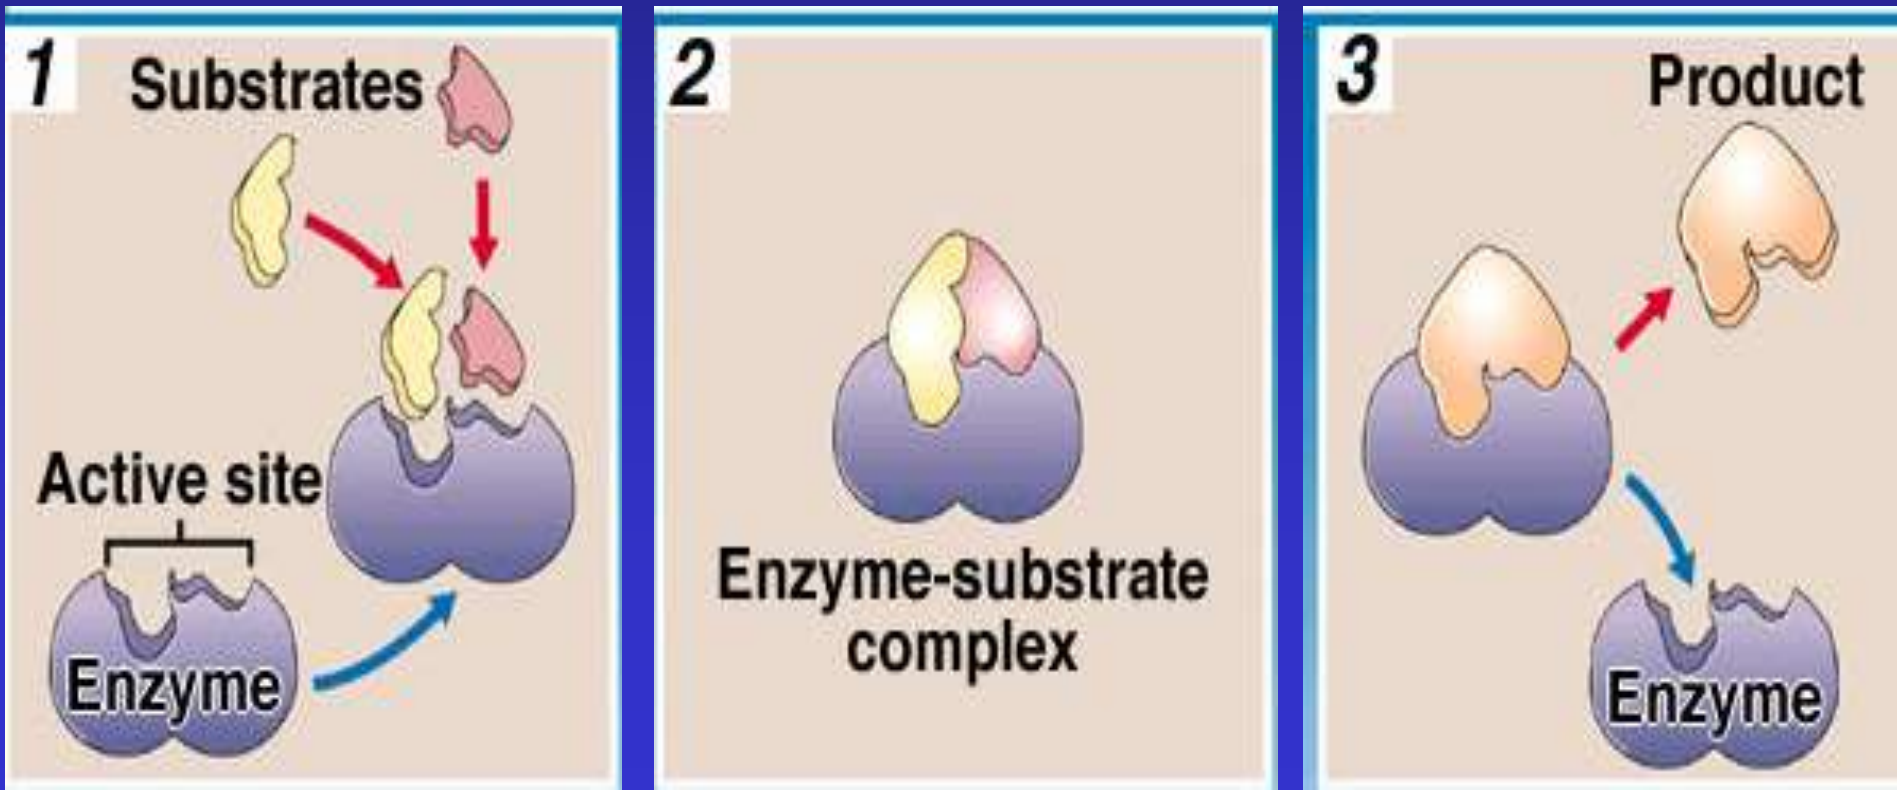 1
Substrates
Active site
Enzyme
2
Enzyme-substrate
complex
3
Product
Enzyme